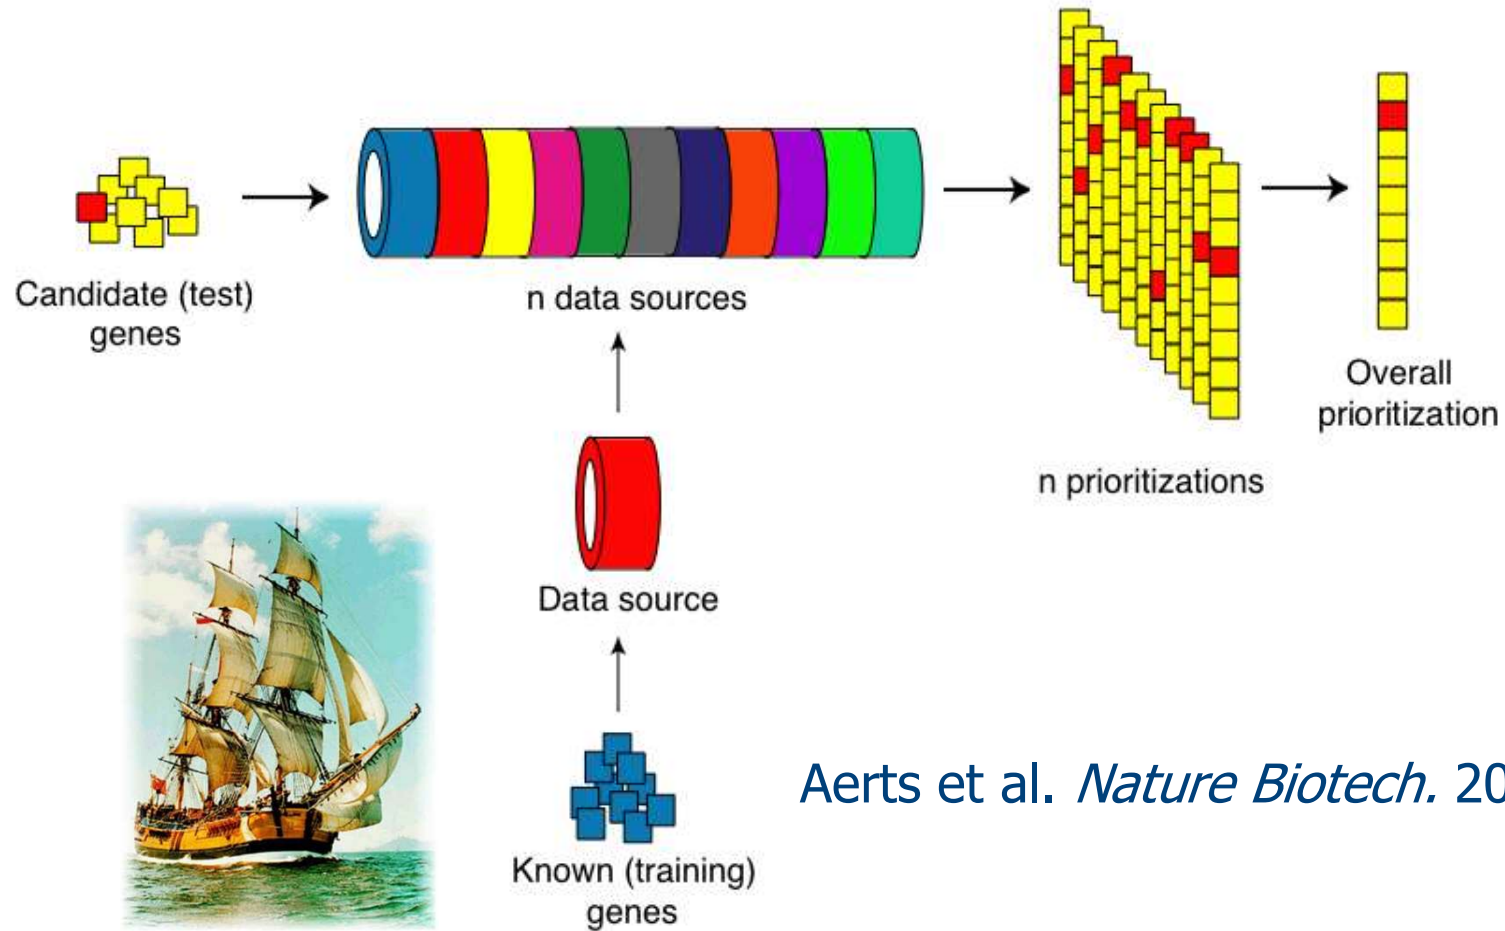 Candidate (test)
genes
n data sources
Overall
prioritization
n prioritizations
Data source
Aerts et al. Nature Biotech. 20
Known (training)
genes